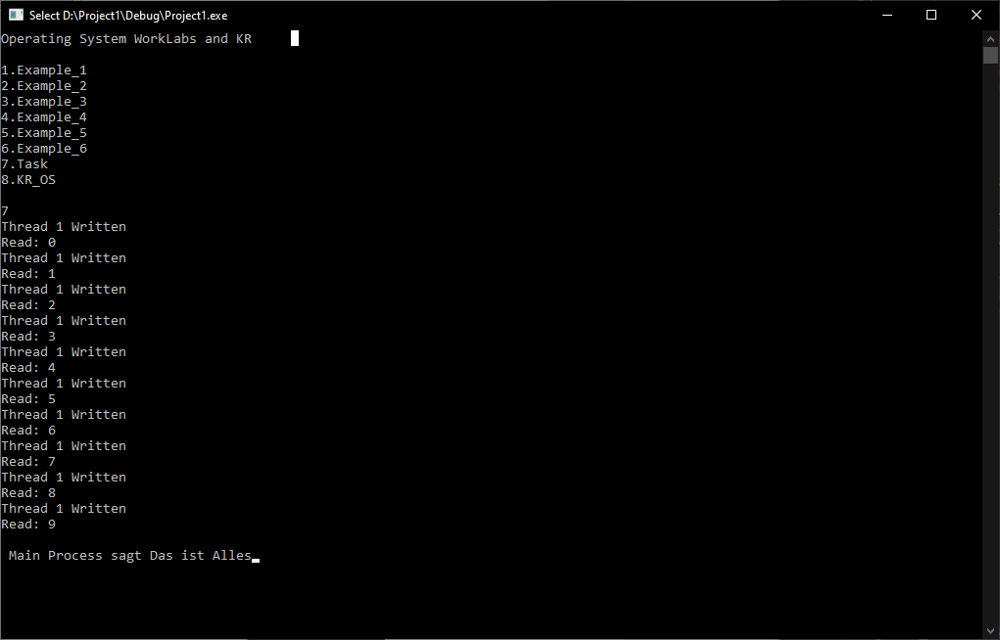 Select D:\Project1\Debug\Project1.exe
Operating System WorkLabs and KR
1.Example_1
2.Example_2
3.Example_3
4.Example_4
5.Example_5
6.Example_6
7.Task
8.KR_OS
7
Thread 1 Written
Read: 0
Thread 1 Written
Read: 1
Thread 1 Written
Read: 2
Thread 1 Written
Read: 3
Thread 1 Written
Read: 4
Thread 1 Written
Read: 5
Thread 1 Written
Read: 6
Thread 1 Written
Read: 7
Thread 1 Written
Read: 8
Thread 1 Written
Read: 9
Main Process sagt Das ist Alles